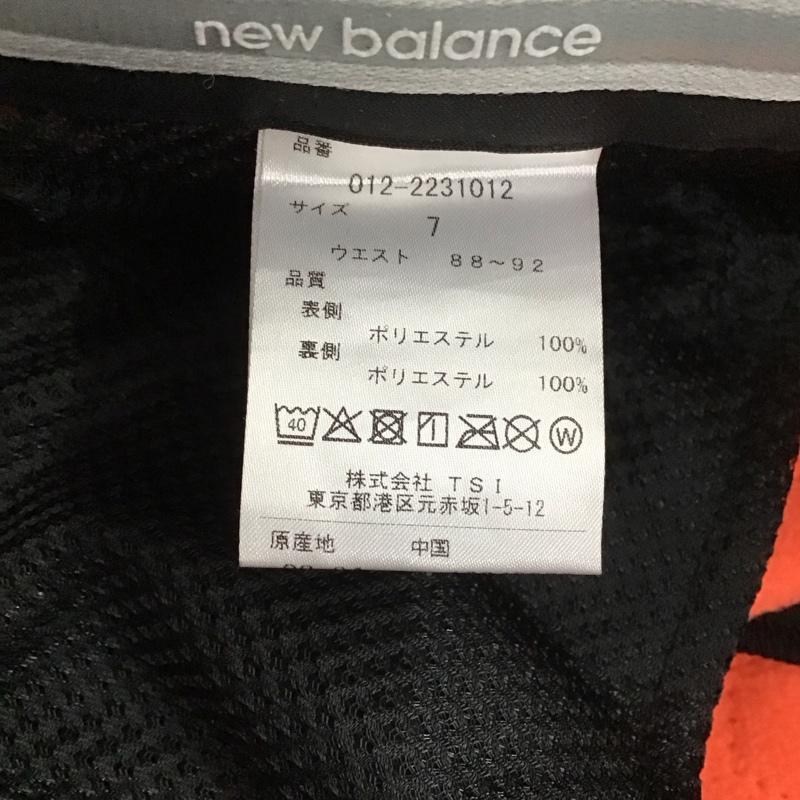 new balance
品番
012-2231012
サイズ
7
ウエスト 88～92
品質
表側
ポリエステル 100%
裏側
ポリエステル 100%
40 W
株式会社 TSI
東京都港区元赤坂1-5-12
原産地 中国